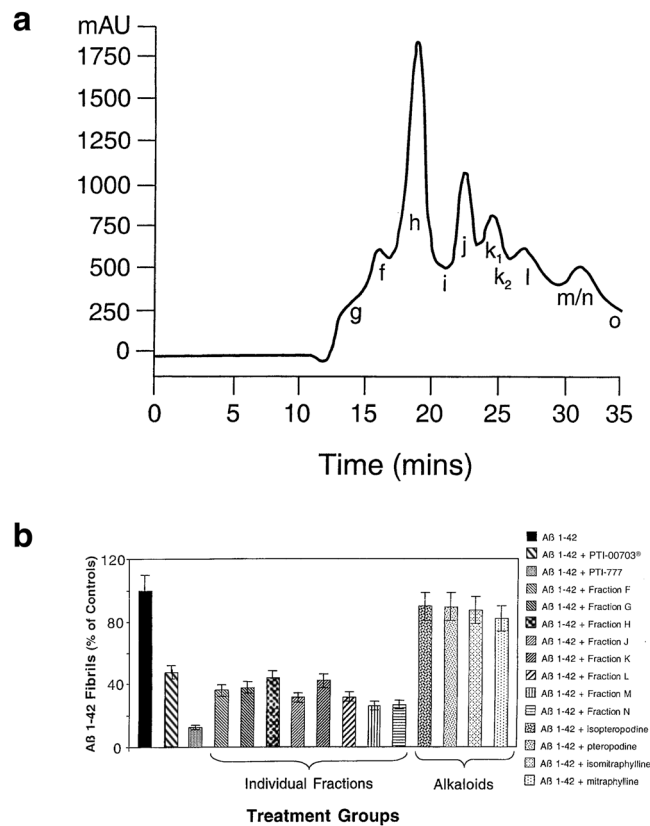 a
mAU
1750
1500
1250
1000
750
500
250
0
g
f
h
i
j
k1
k2
l
m/n
o
0 5 10 15 20 25 30 35
Time (mins)
b
Aß 1-42 Fibrils (% of Controls)
120
80
40
0
Individual Fractions
Alkaloids
Treatment Groups
Aß 1-42
Aß 1-42 + PTI-00703®
Aß 1-42 + PTI-777
Aß 1-42 + Fraction F
Aß 1-42 + Fraction G
Aß 1-42 + Fraction H
Aß 1-42 + Fraction J
Aß 1-42 + Fraction K
Aß 1-42 + Fraction L
Aß 1-42 + Fraction M
Aß 1-42 + Fraction N
Aß 1-42 + isopteropodine
Aß 1-42 + pteropodine
Aß 1-42 + isomitraphylline
Aß 1-42 + mitraphylline